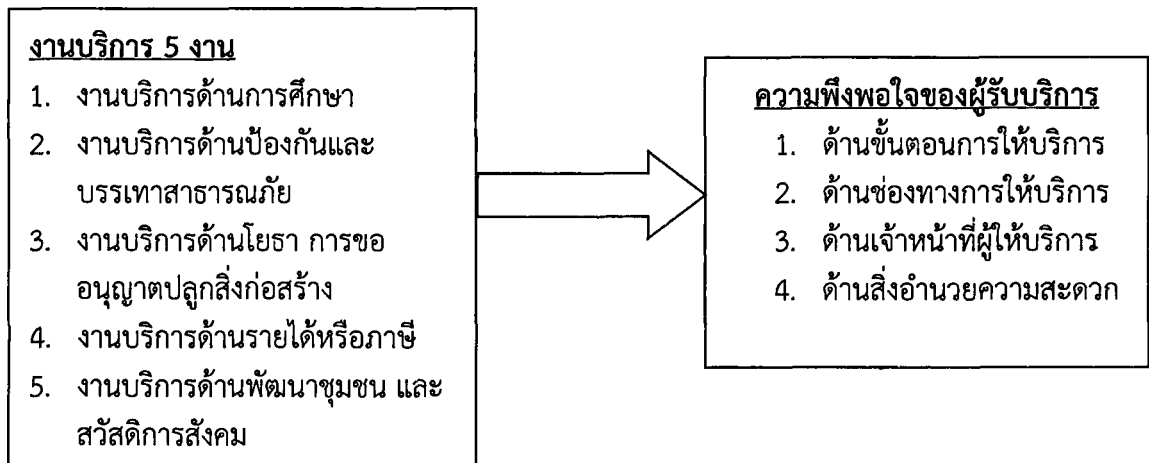 งานบริการ 5 งาน
1. งานบริการด้านการศึกษา
2. งานบริการด้านป้องกันและ
บรรเทาสาธารณภัย
3. งานบริการด้านโยธา การขอ
อนุญาตปลูกสิ่งก่อสร้าง
4. งานบริการด้านรายได้หรือภาษี
5. งานบริการด้านพัฒนาชุมชน และ
สวัสดิการสังคม
ความพึงพอใจของผู้รับบริการ
1. ด้านขั้นตอนการให้บริการ
2. ด้านช่องทางการให้บริการ
3. ด้านเจ้าหน้าที่ผู้ให้บริการ
4. ด้านสิ่งอำนวยความสะดวก